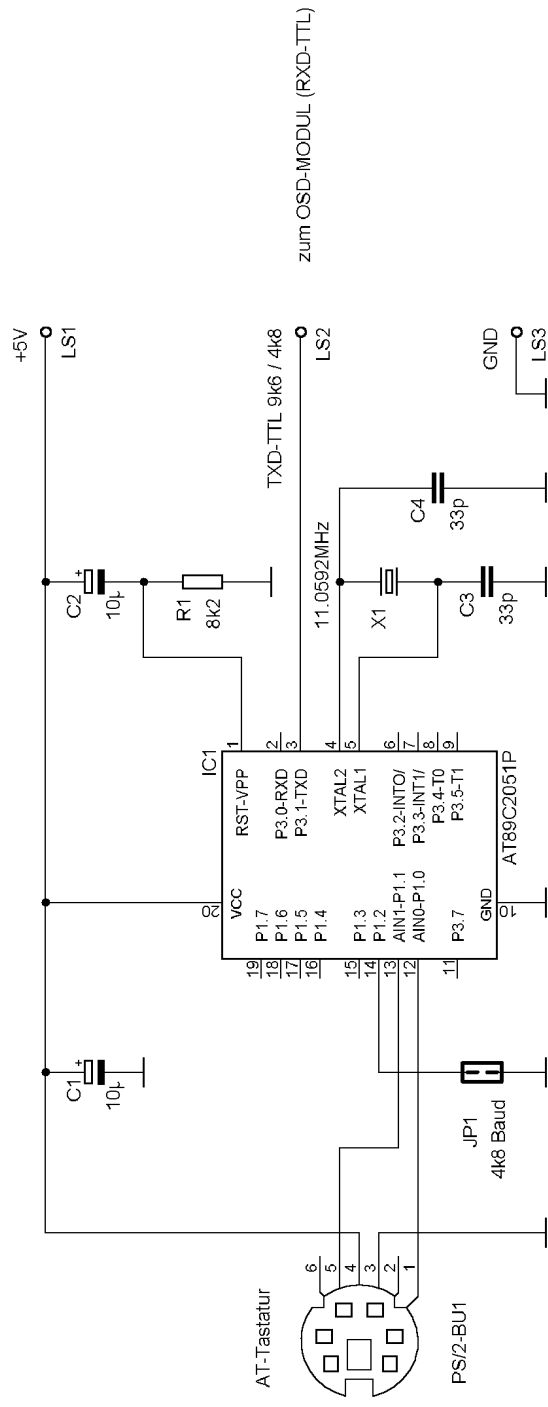 AT-Tastatur
PS/2-BU1
6
5
4
3
2
1
C1
+
10µ
JP1
4k8 Baud
IC1
AT89C2051P
20
VCC
10
GND
19
P1.7
18
P1.6
17
P1.5
16
P1.4
15
P1.3
14
P1.2
13
AIN1-P1.1
12
AIN0-P1.0
11
P3.7
RST-VPP
1
P3.0-RXD
2
P3.1-TXD
3
XTAL2
4
XTAL1
5
P3.2-INTO/
6
P3.3-INT1/
7
P3.4-T0
8
P3.5-T1
9
C2
+
10µ
R1
8k2
11.0592MHz
X1
C3
33p
C4
33p
+5V
LS1
TXD-TTL 9k6 / 4k8
LS2
GND
LS3
zum OSD-MODUL (RXD-TTL)